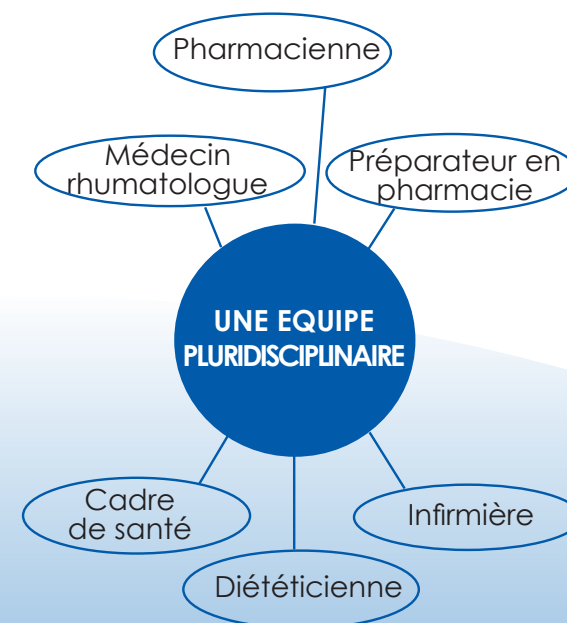 Pharmacienne
Médecin
rhumatologue
Préparateur en
pharmacie
UNE EQUIPE
PLURIDISCIPLINAIRE
Cadre
de santé
Infirmière
Diététicienne